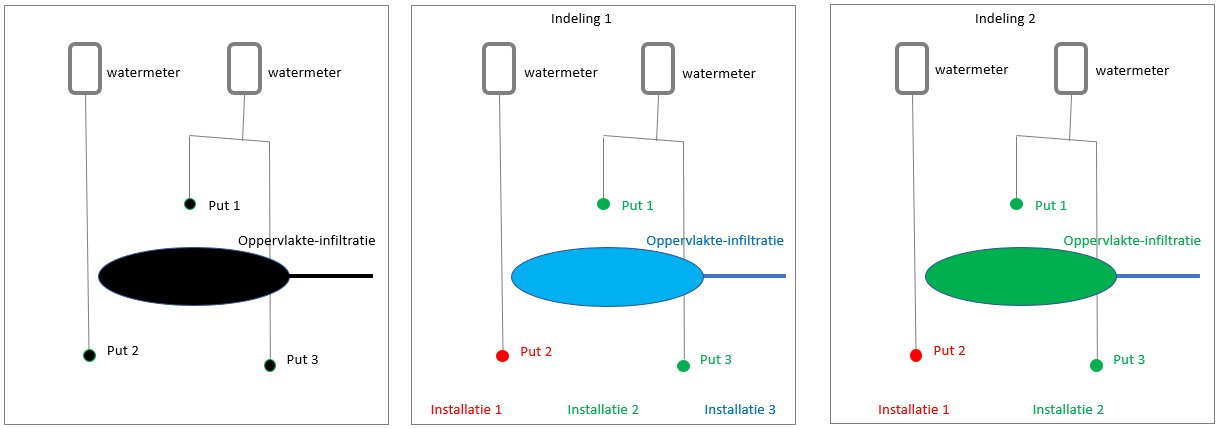 watermeter
watermeter
Put 1
Oppervlakte-infiltratie
Put 2
Put 3
Indeling 1
watermeter
watermeter
Put 1
Oppervlakte-infiltratie
Put 2
Put 3
Installatie 1
Installatie 2
Installatie 3
Indeling 2
watermeter
watermeter
Put 1
Oppervlakte-infiltratie
Put 2
Put 3
Installatie 1
Installatie 2